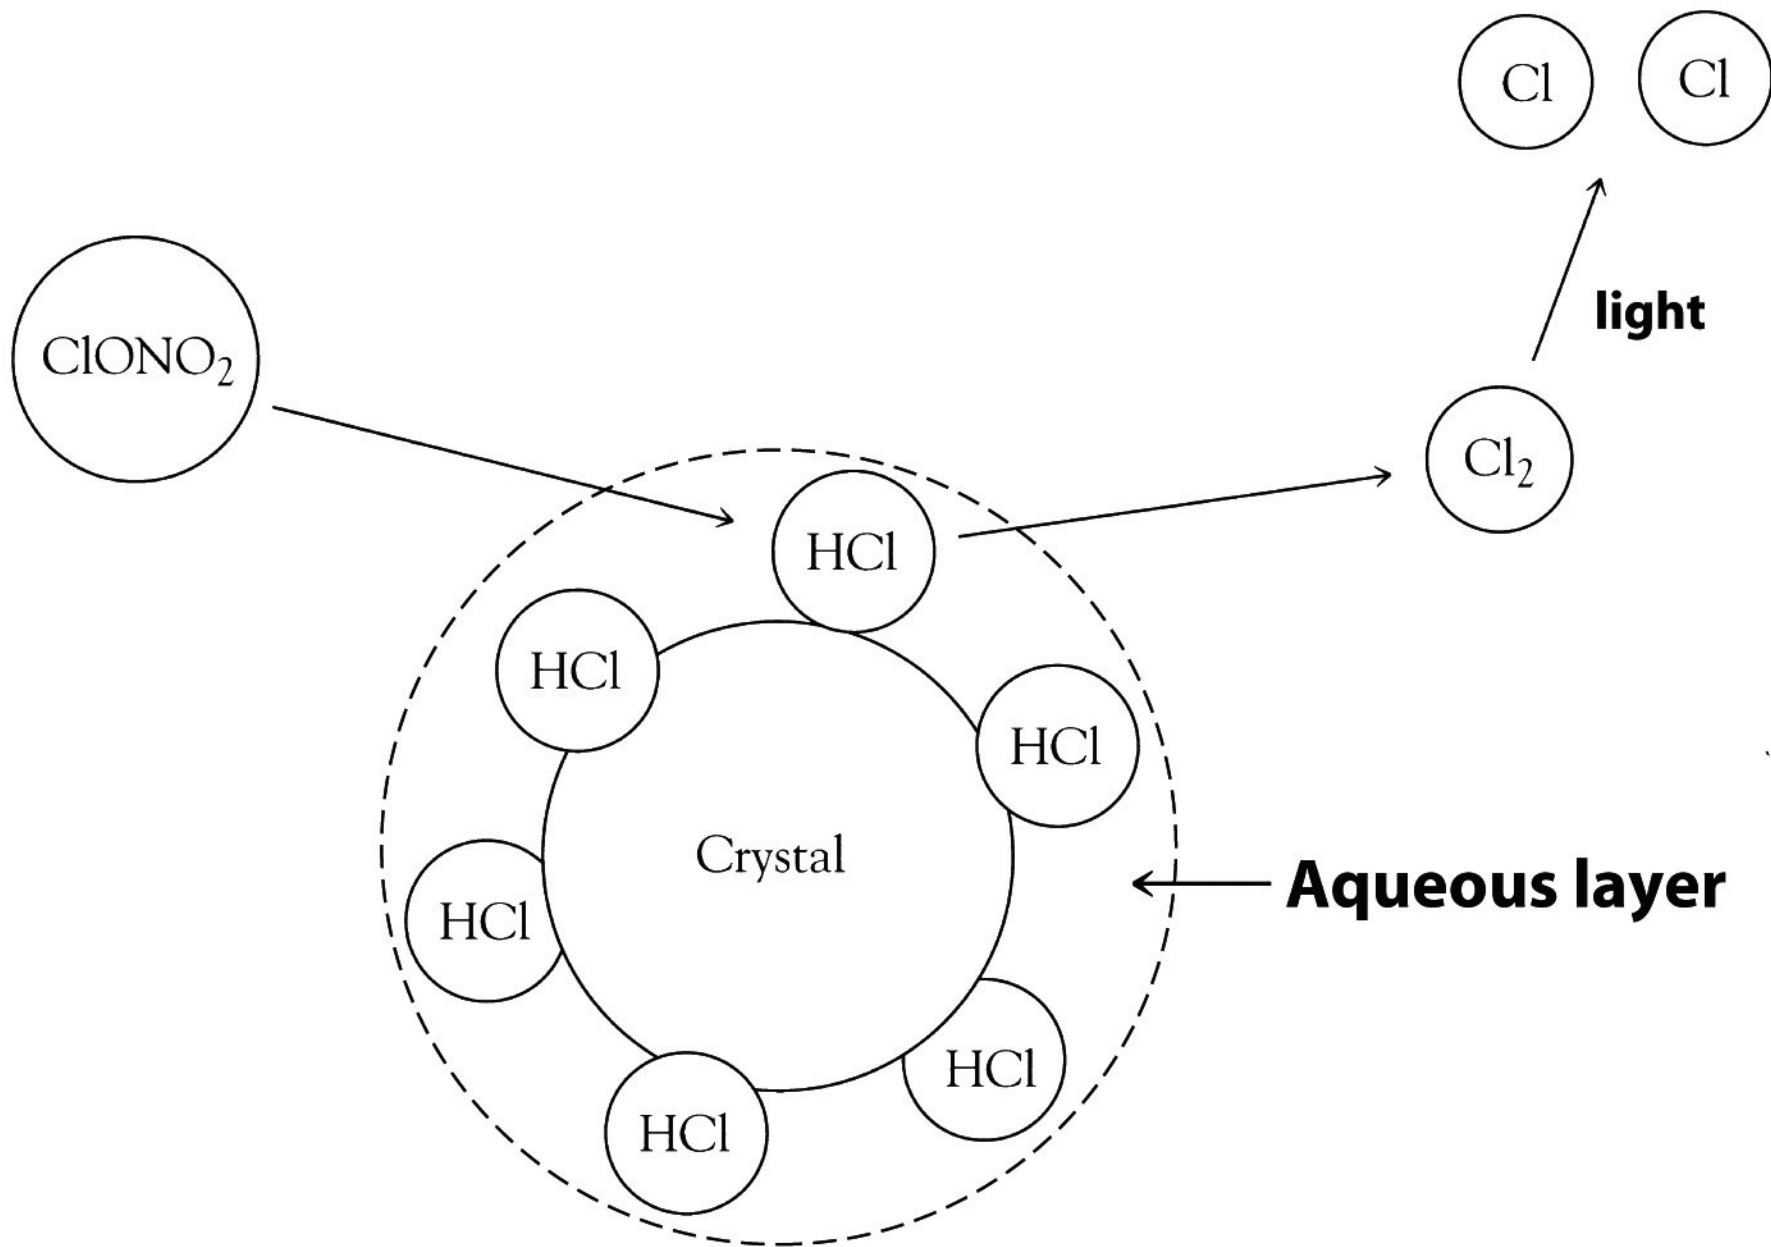 Cl
Cl
light
ClONO₂
Cl₂
HCl
HCl
HCl
Crystal
Aqueous layer
HCl
HCl
HCl